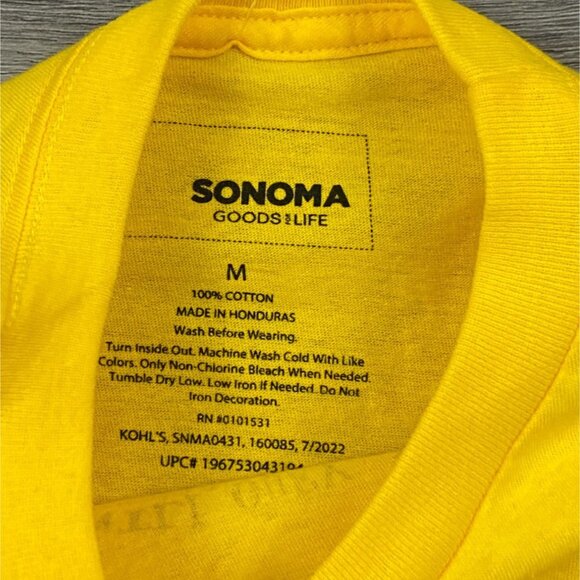 SONOMA
GOODS FOR LIFE
M
100% COTTON
MADE IN HONDURAS
Wash Before Wearing.
Turn Inside Out. Machine Wash Cold With Like
Colors. Only Non-Chlorine Bleach When Needed.
Tumble Dry Low. Low Iron If Needed. Do Not
Iron Decoration.
RN #0101531
KOHL'S, SNMA0431, 160085, 7/2022
UPC# 196753043194